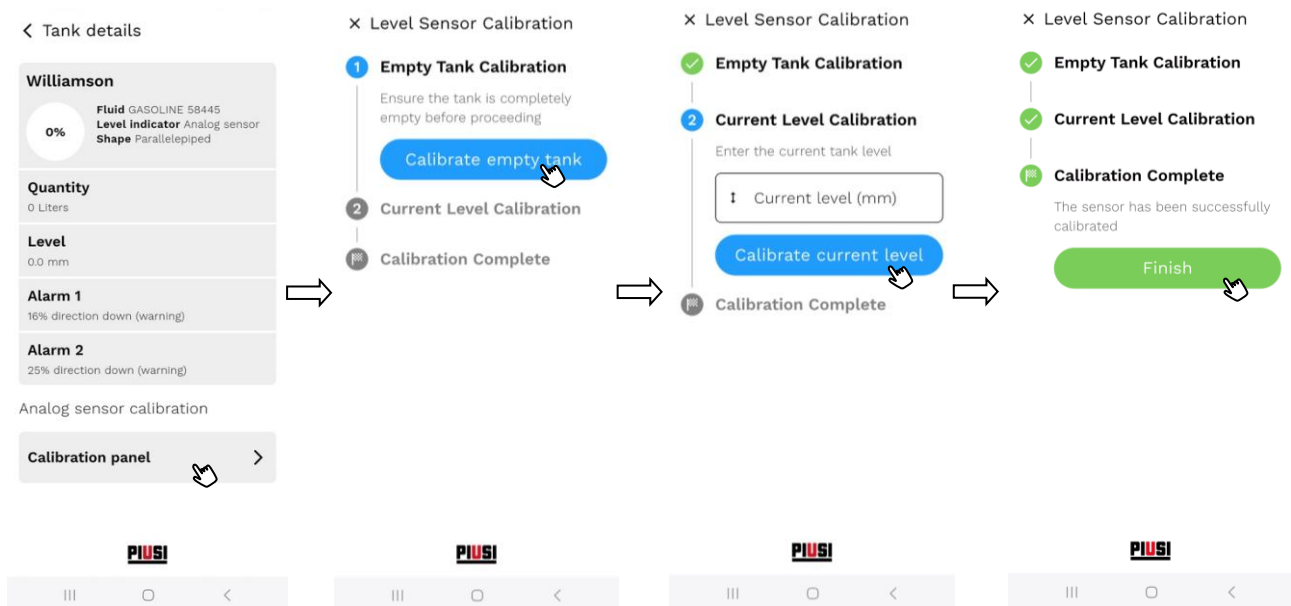 Tank details
Williamson
0%
Fluid GASOLINE 58445
Level indicator Analog sensor
Shape Parallelepiped
Quantity
0 Liters
Level
0.0 mm
Alarm 1
16% direction down (warning)
Alarm 2
25% direction down (warning)
Analog sensor calibration
Calibration panel
PIUSI
Level Sensor Calibration
1 Empty Tank Calibration
Ensure the tank is completely
empty before proceeding
Calibrate empty tank
2 Current Level Calibration
Calibration Complete
PIUSI
Level Sensor Calibration
Empty Tank Calibration
2 Current Level Calibration
Enter the current tank level
Current level (mm)
Calibrate current level
Calibration Complete
PIUSI
Level Sensor Calibration
Empty Tank Calibration
Current Level Calibration
Calibration Complete
The sensor has been successfully
calibrated
Finish
PIUSI